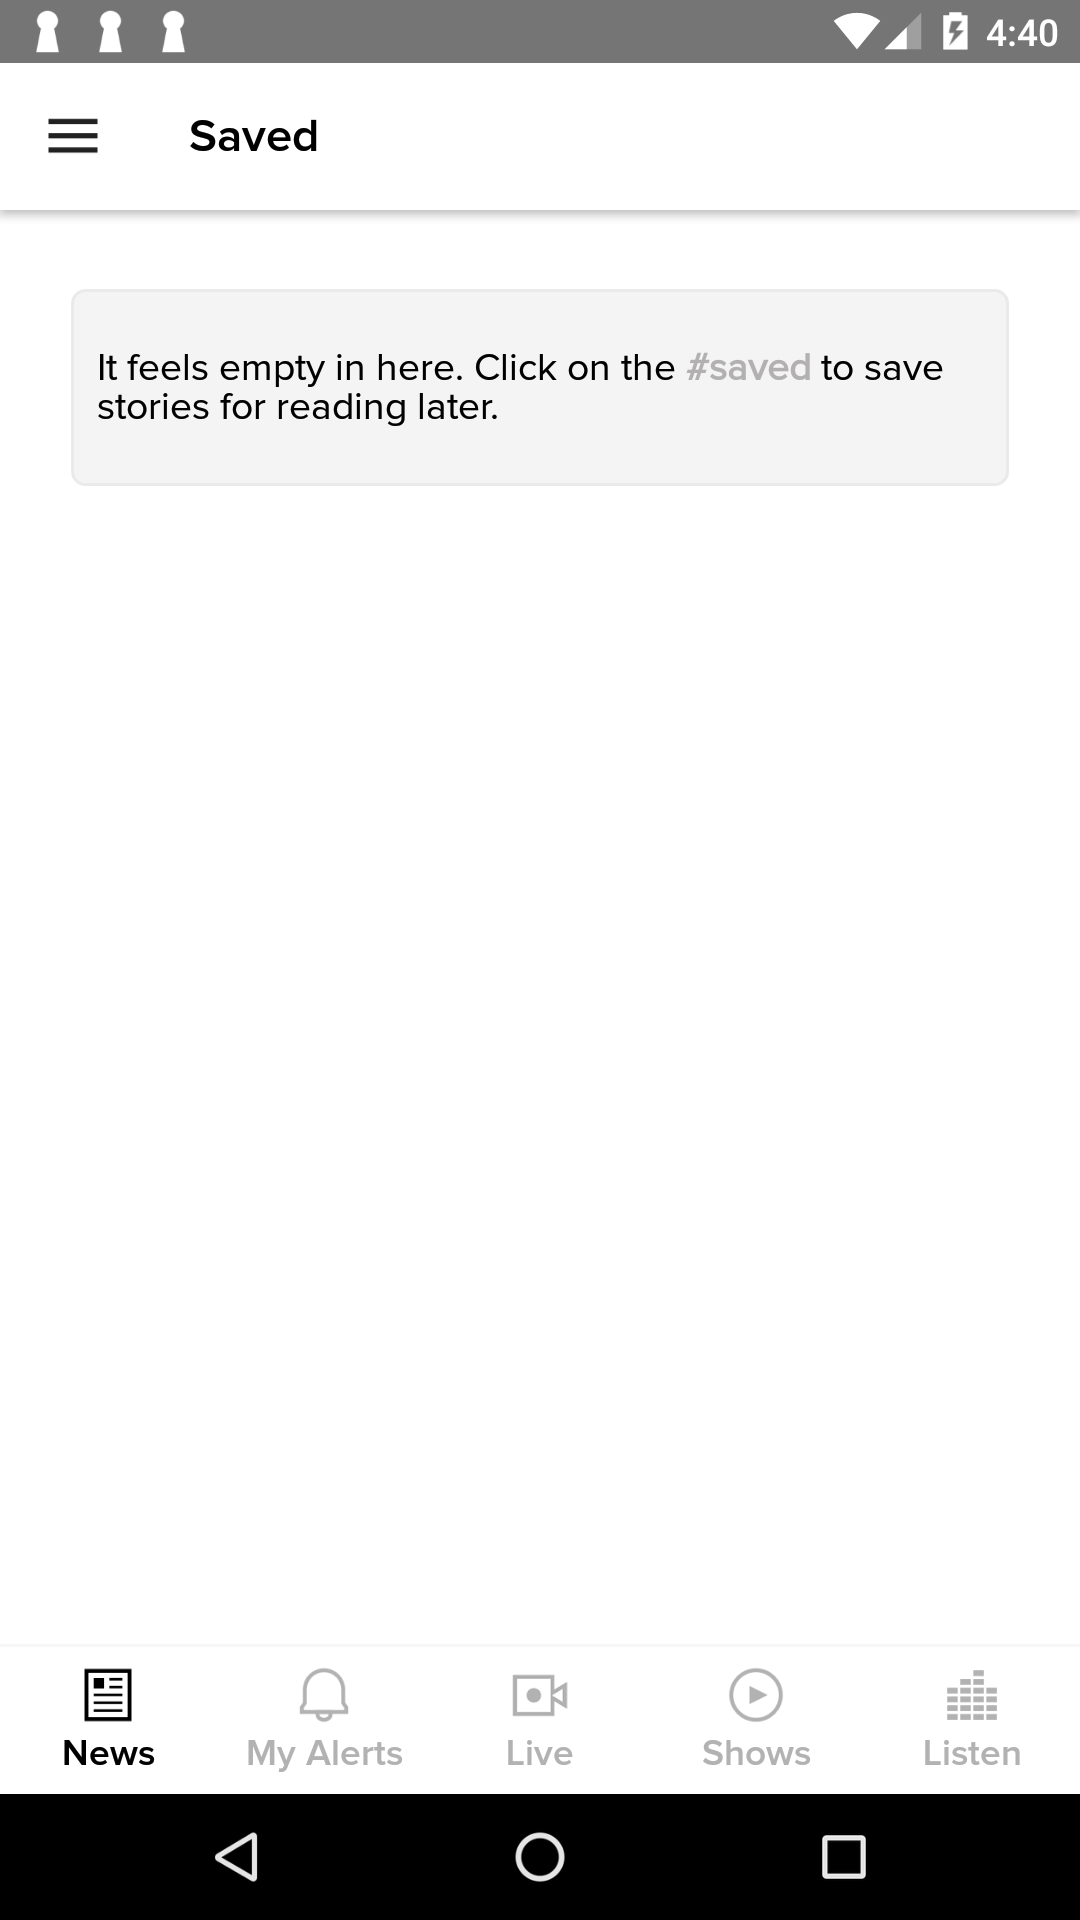 4:40
Saved
It feels empty in here. Click on the #saved to save
stories for reading later.
News
My Alerts
Live
Shows
Listen